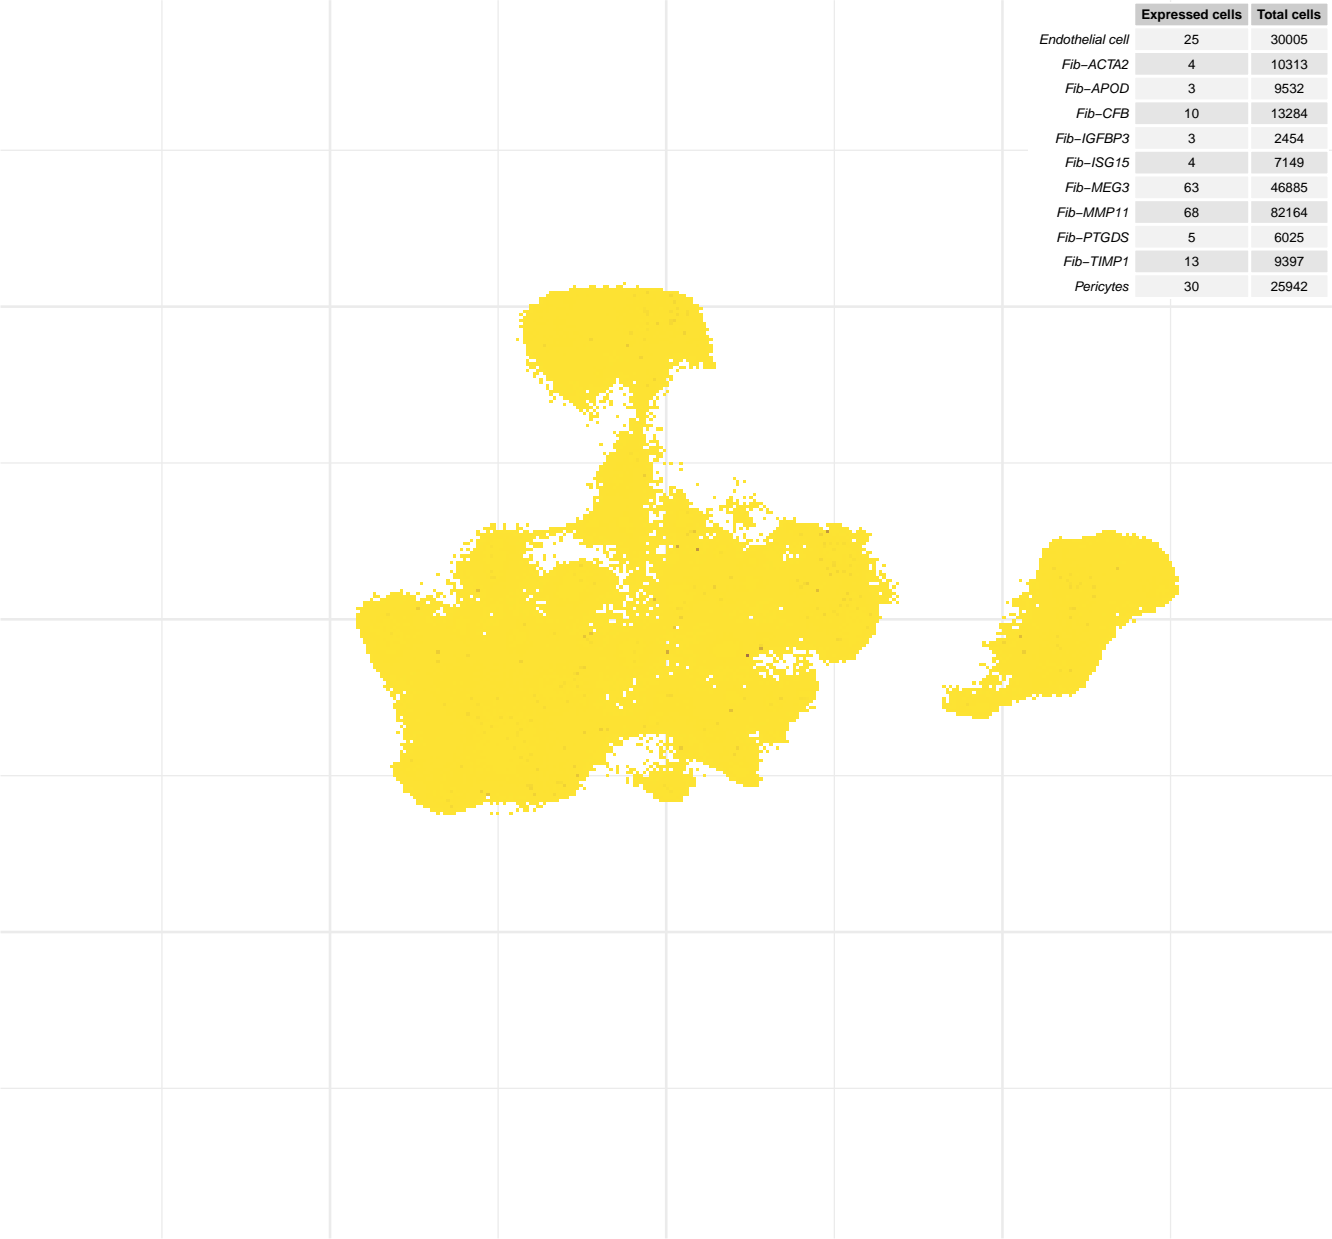 Expressed cells Total cells
Endothelial cell 25 30005
Fib−ACTA2 4 10313
Fib−APOD 3 9532
Fib−CFB 10 13284
Fib−IGFBP3 3 2454
Fib−ISG15 4 7149
Fib−MEG3 63 46885
Fib−MMP11 68 82164
Fib−PTGDS 5 6025
Fib−TIMP1 13 9397
Pericytes 30 25942